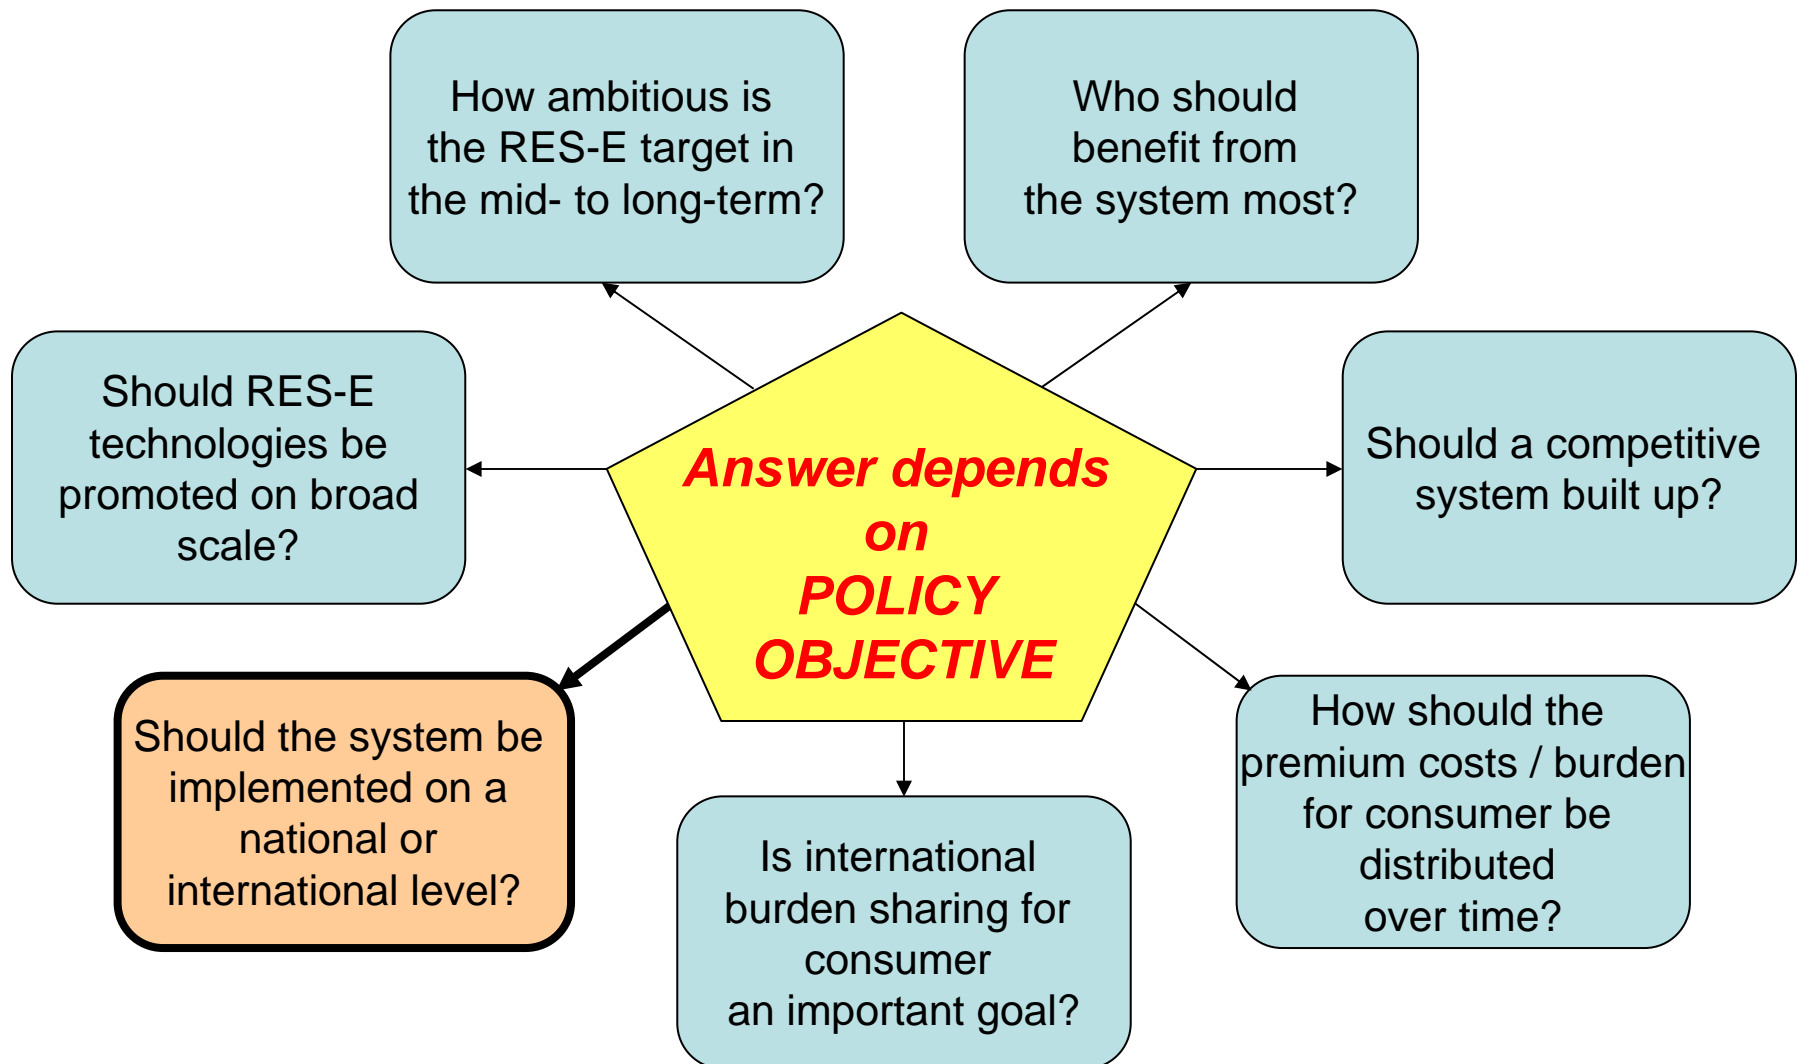 How ambitious is
the RES-E target in
the mid- to long-term?
Who should
benefit from
the system most?
Should RES-E
technologies be
promoted on broad
scale?
Answer depends
on
POLICY
OBJECTIVE
Should a competitive
system built up?
Should the system be
implemented on a
national or
international level?
Is international
burden sharing for
consumer
an important goal?
How should the
premium costs / burden
for consumer be
distributed
over time?